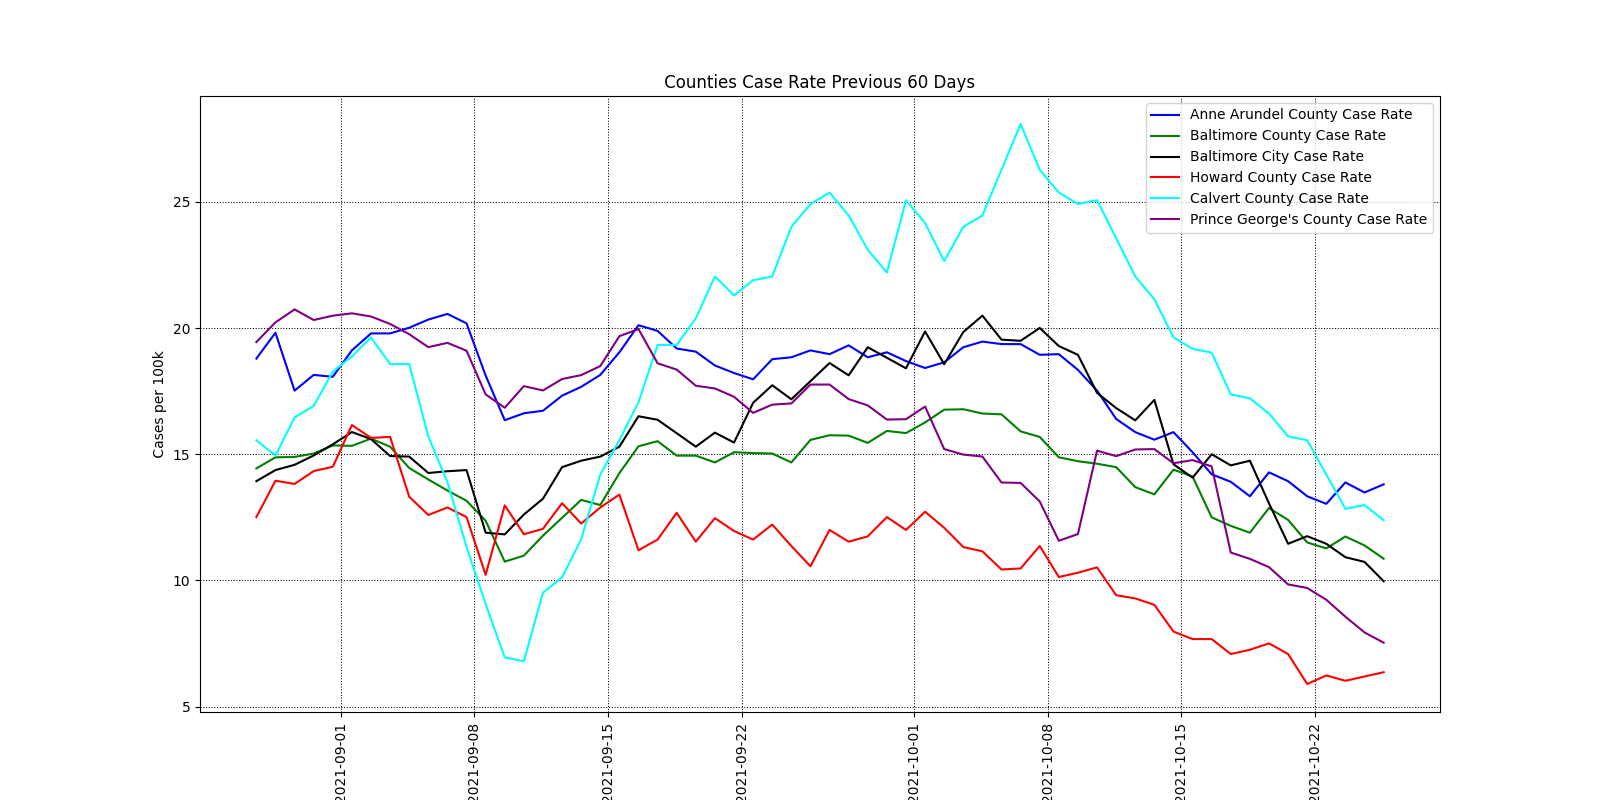 Counties Case Rate Previous 60 Days
Anne Arundel County Case Rate
Baltimore County Case Rate
Baltimore City Case Rate
Howard County Case Rate
Calvert County Case Rate
Prince George's County Case Rate
Cases per 100k
25
20
15
10
5
2021-09-01
2021-09-08
2021-09-15
2021-09-22
2021-10-01
2021-10-08
2021-10-15
2021-10-22